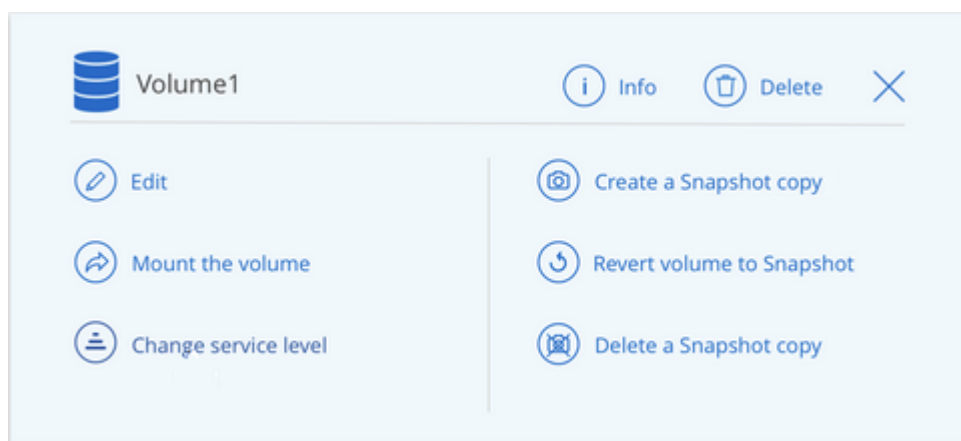 Volume1
Info
Delete
Edit
Mount the volume
Change service level
Create a Snapshot copy
Revert volume to Snapshot
Delete a Snapshot copy